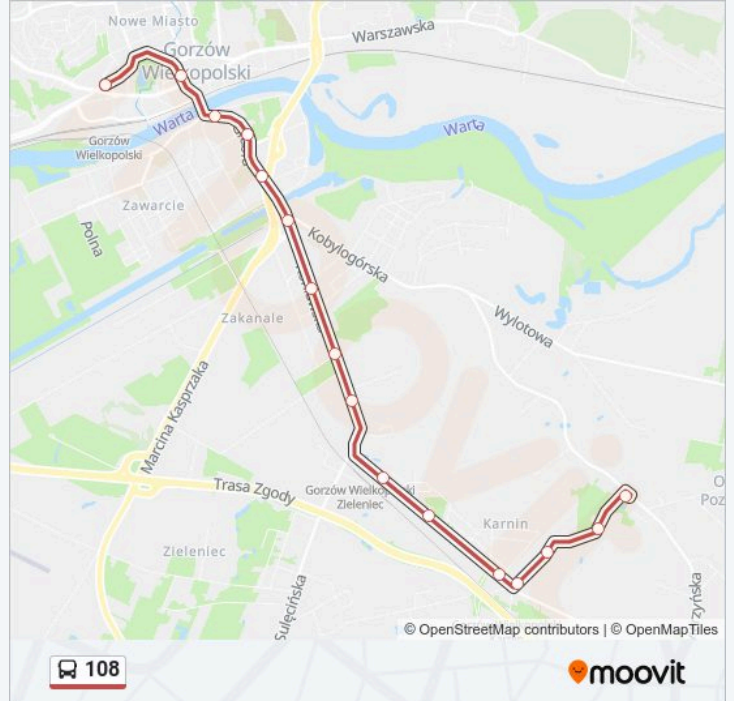 Nowe Miasto
Warszawska
Gorzów
Wielkopolski
Warta
Warta
Gorzów
Wielkopolski
Zawarcie
Polna
Kobylogórska
Zakanale
Wylotowa
Marcina Kasprzaka
Trasa Zgody
Gorzów Wielkopolski
Zieleniec
Karnin
Zieleniec
Sulęcińska
© OpenStreetMap contributors | © OpenMapTiles
108
moovit